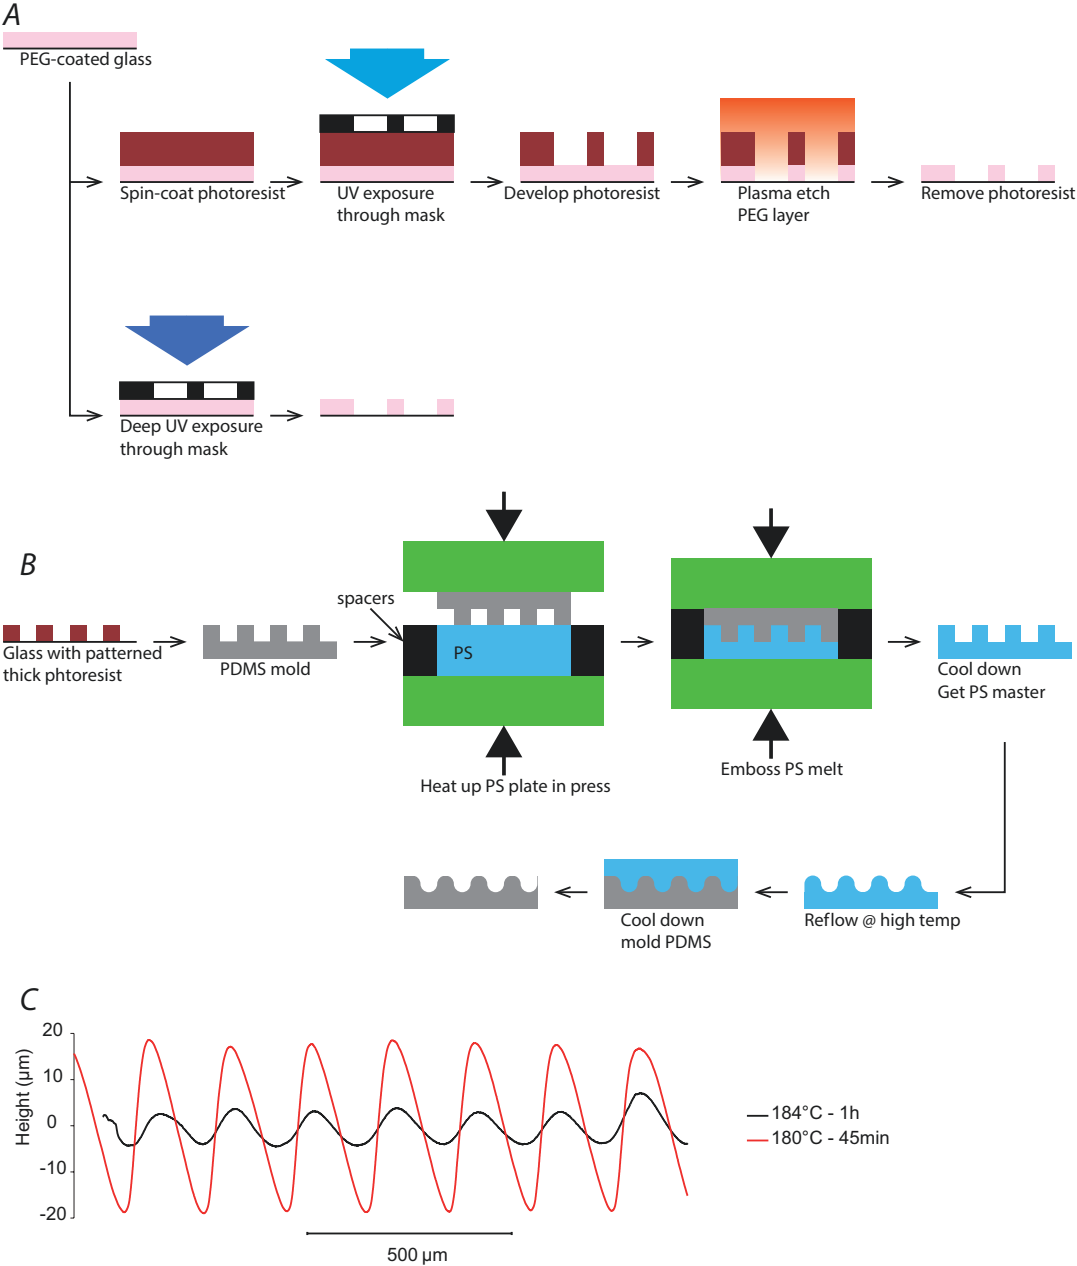 A
PEG-coated glass
Spin-coat photoresist
UV exposure
through mask
Develop photoresist
Plasma etch
PEG layer
Remove photoresist
Deep UV exposure
through mask
B
spacers
Glass with patterned
thick phtoresist
PDMS mold
PS
Heat up PS plate in press
Emboss PS melt
Cool down
Get PS master
Cool down
mold PDMS
Reflow @ high temp
C
Height (µm)
20
10
0
-10
-20
184°C - 1h
180°C - 45min
500 µm